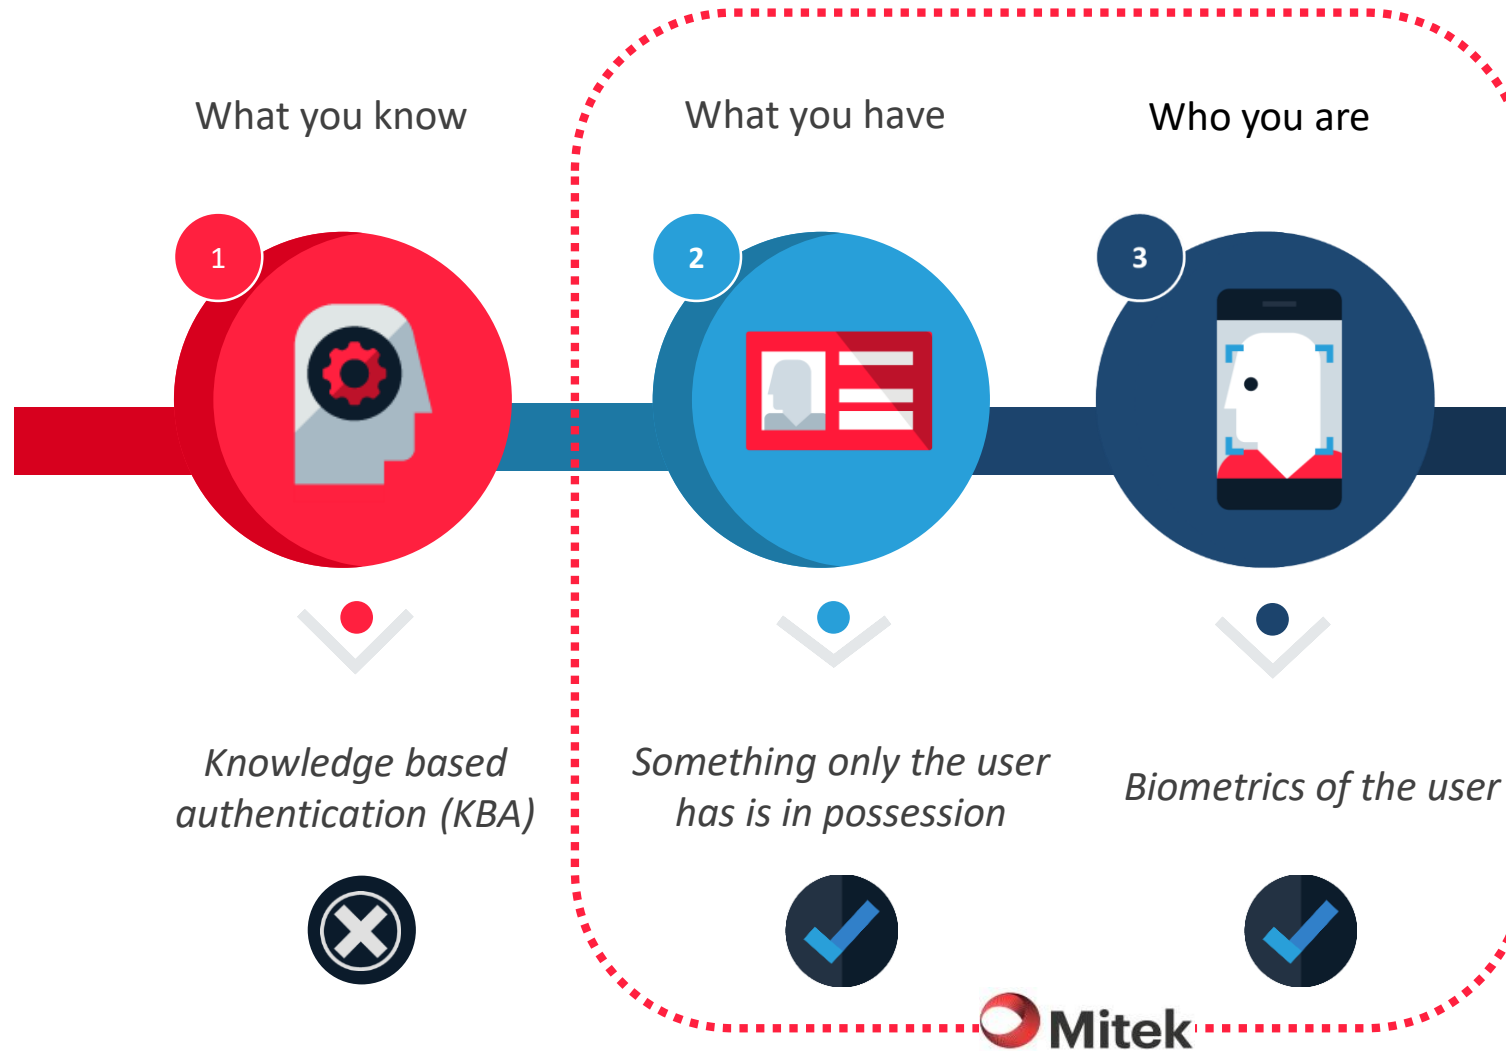 What you know
What you have
Who you are
1
2
3
Knowledge based
authentication (KBA)
Something only the user
has is in possession
Biometrics of the user
Mitek